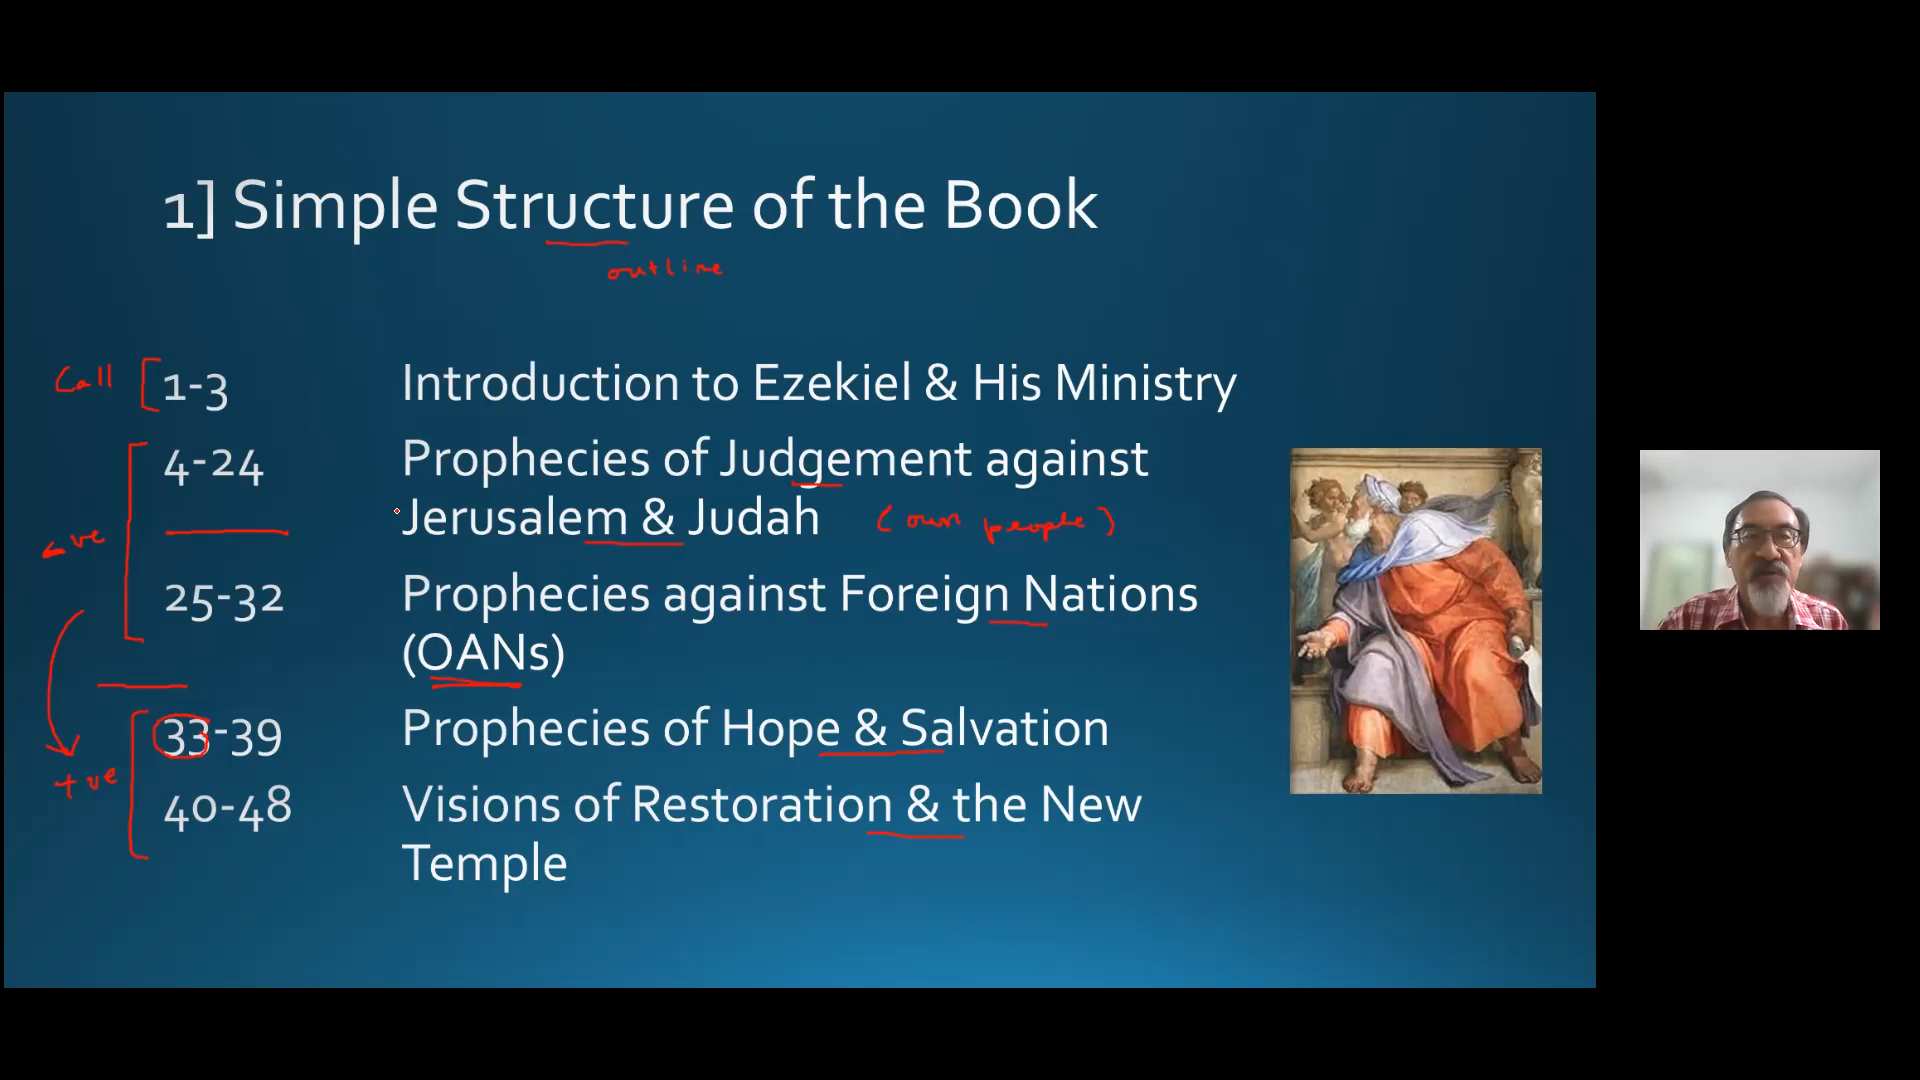 1] Simple Structure of the Book
outline
Call
1-3 Introduction to Ezekiel & His Ministry
4-24 Prophecies of Judgement against
Jerusalem & Judah (own people)
-ve
25-32 Prophecies against Foreign Nations
(OANs)
33-39 Prophecies of Hope & Salvation
+ve
40-48 Visions of Restoration & the New
Temple